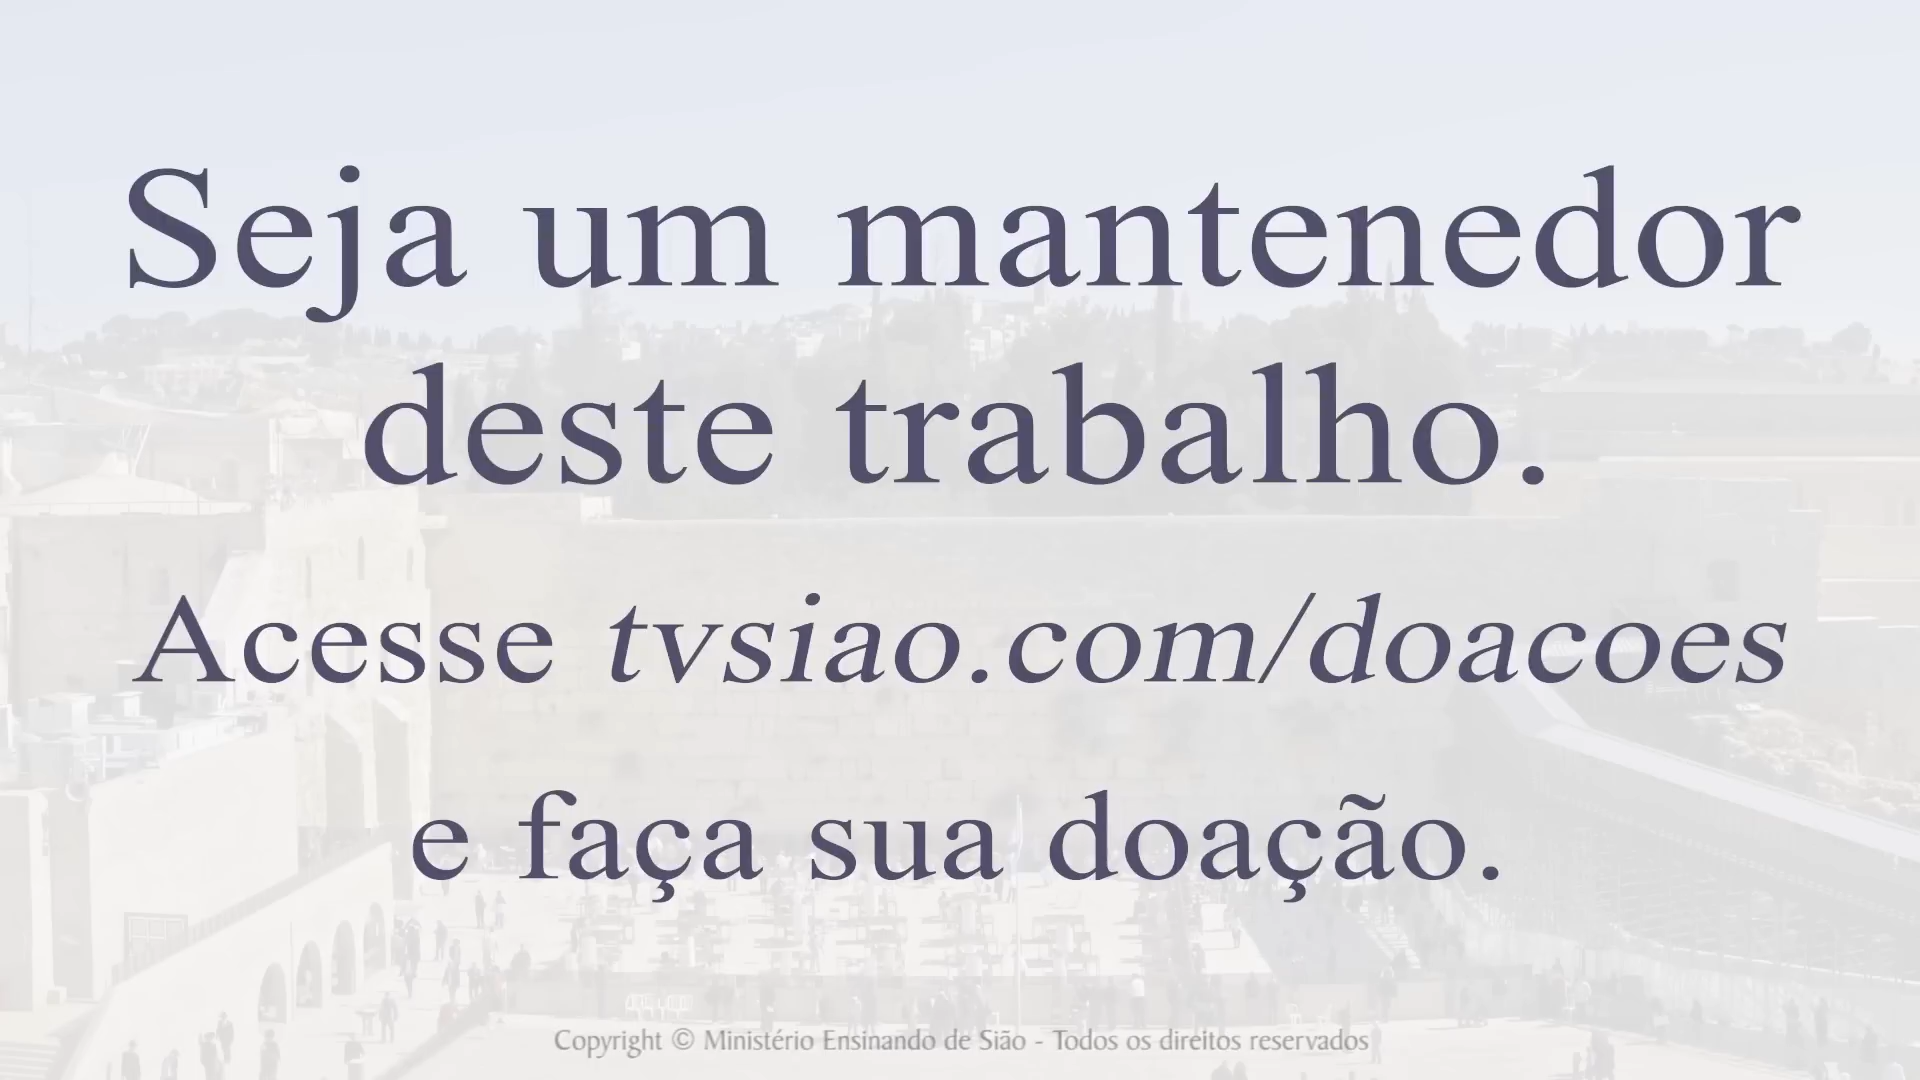 Seja um mantenedor
deste trabalho.
Acesse tvsiao.com/doacoes
e faça sua doação.
Copyright © Ministério Ensinando de Sião - Todos os direitos reservados